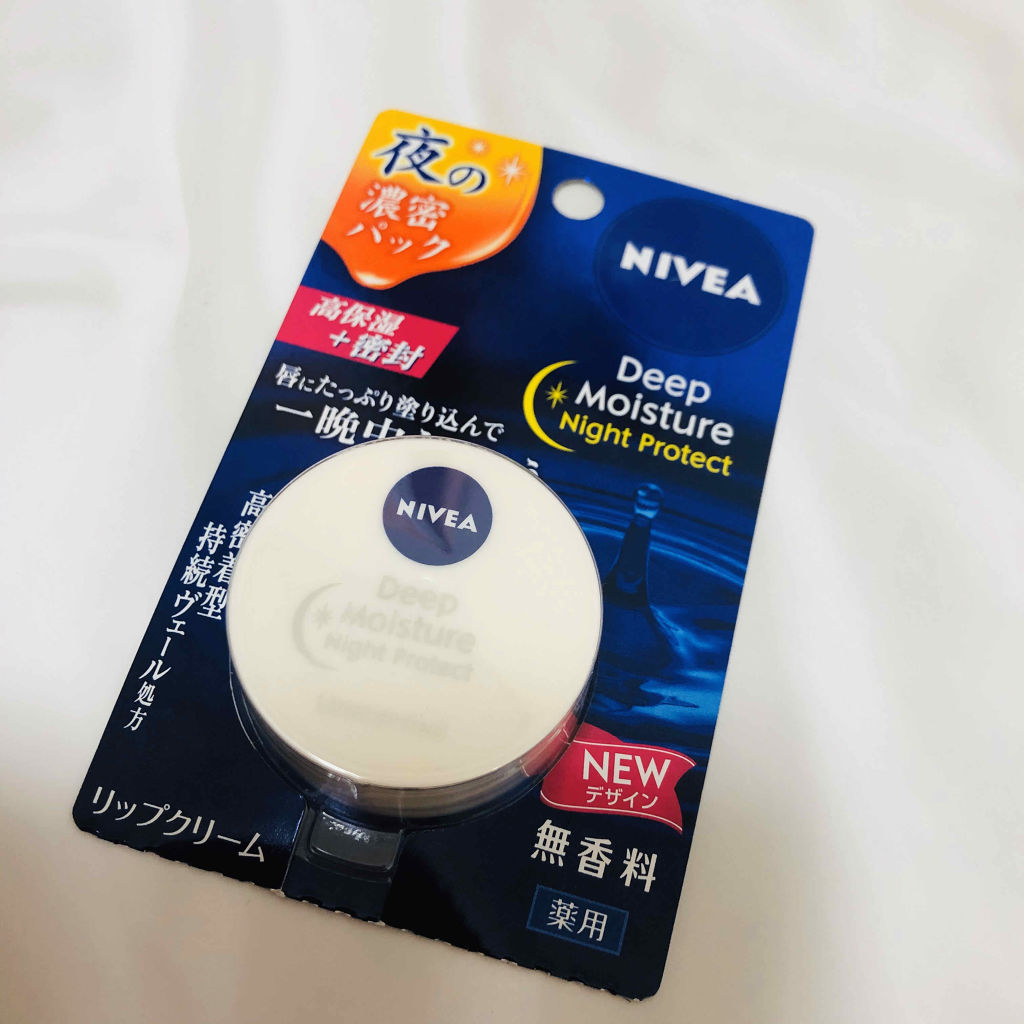 夜の
濃密
パック
NIVEA
高保湿
+密封
Deep
Moisture
Night Protect
唇にたっぷり塗り込んで
一晩中
高密着型
持続ヴェール処方
NIVEA
Deep
Moisture
Night Protect
NEW
デザイン
リップクリーム
無香料
薬用